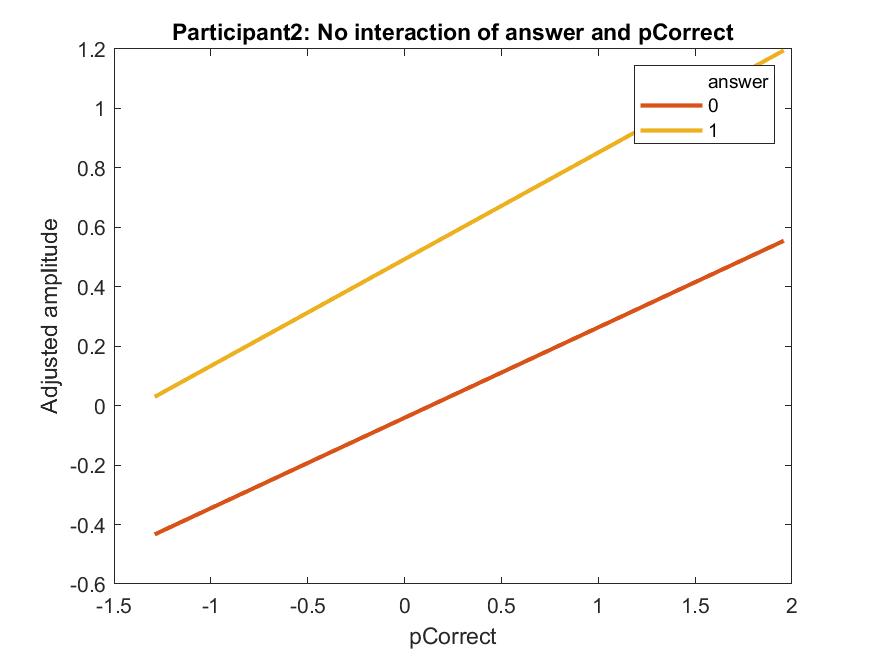 Participant2: No interaction of answer and pCorrect
1.2
1
0.8
0.6
0.4
0.2
0
-0.2
-0.4
-0.6
Adjusted amplitude
answer
0
1
-1.5 -1 -0.5 0 0.5 1 1.5 2
pCorrect